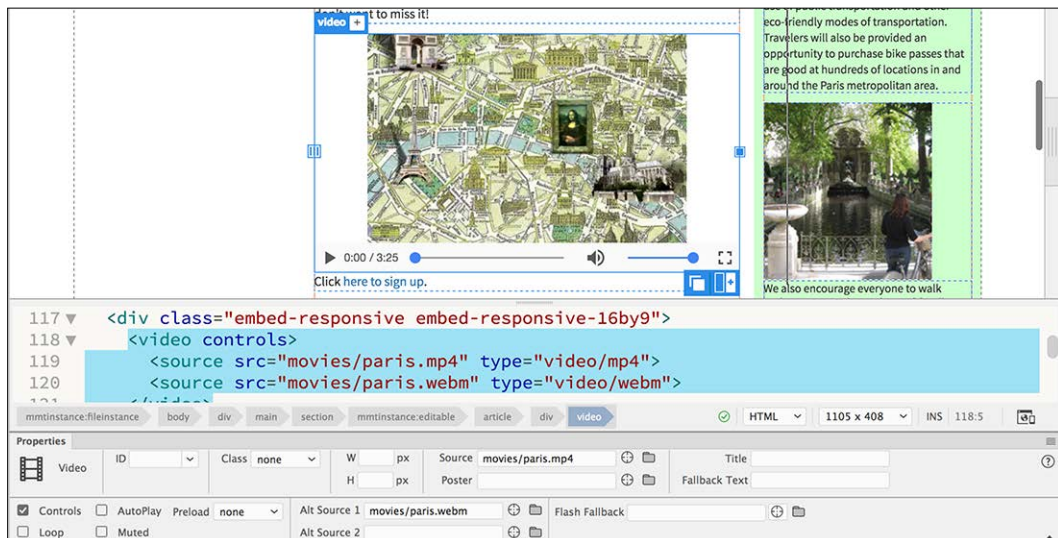 don't want to miss it!
video +
0:00 / 3:25
Click here to sign up.
eco-friendly modes of transportation.
Travelers will also be provided an
opportunity to purchase bike passes that
are good at hundreds of locations in and
around the Paris metropolitan area.
We also encourage everyone to walk
117 <div class="embed-responsive embed-responsive-16by9">
118 <video controls>
119 <source src="movies/paris.mp4" type="video/mp4">
120 <source src="movies/paris.webm" type="video/webm">
121 </video>
mmtinstance:fileinstance body div main section mmtinstance:editable article div video HTML 1105 x 408 INS 118:5
Properties
Video ID Class none W px Source movies/paris.mp4 Title
H px Poster Fallback Text
Controls AutoPlay Preload none Alt Source 1 movies/paris.webm Flash Fallback
Loop Muted Alt Source 2